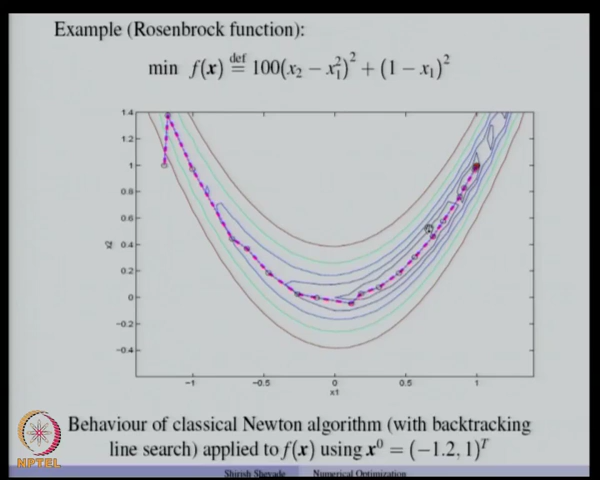 Example (Rosenbrock function):
min f(x) def= 100(x₂ − x₁²)² + (1 − x₁)²
1.4
1.2
1
0.8
0.6
0.4
0.2
0
−0.2
−0.4
x2
−1 −0.5 0 0.5 1
x1
Behaviour of classical Newton algorithm (with backtracking
line search) applied to f(x) using x⁰ = (−1.2, 1)ᵀ
NPTEL
Shirish Shevade Numerical Optimization